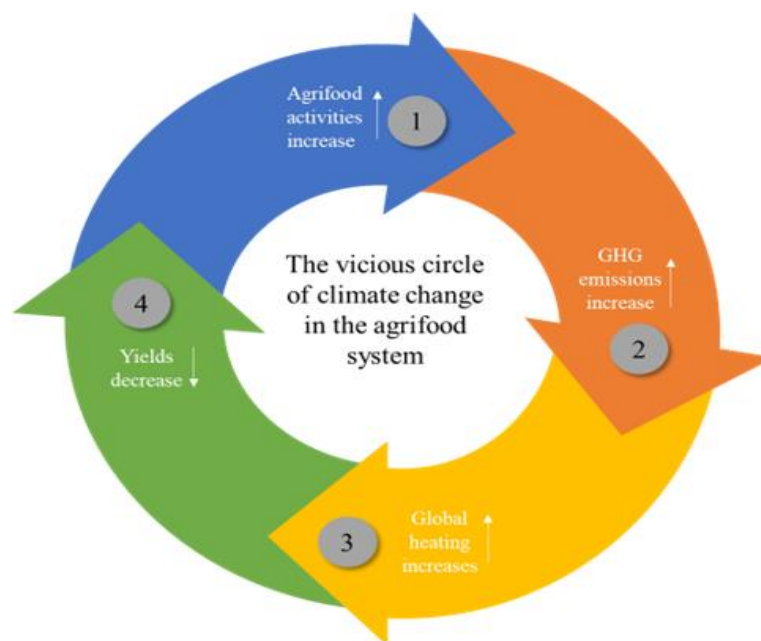 Agrifood
activities
increase
1
GHG
emissions
increase
2
Global
heating
increases
3
Yields
decrease
4
The vicious circle
of climate change
in the agrifood
system